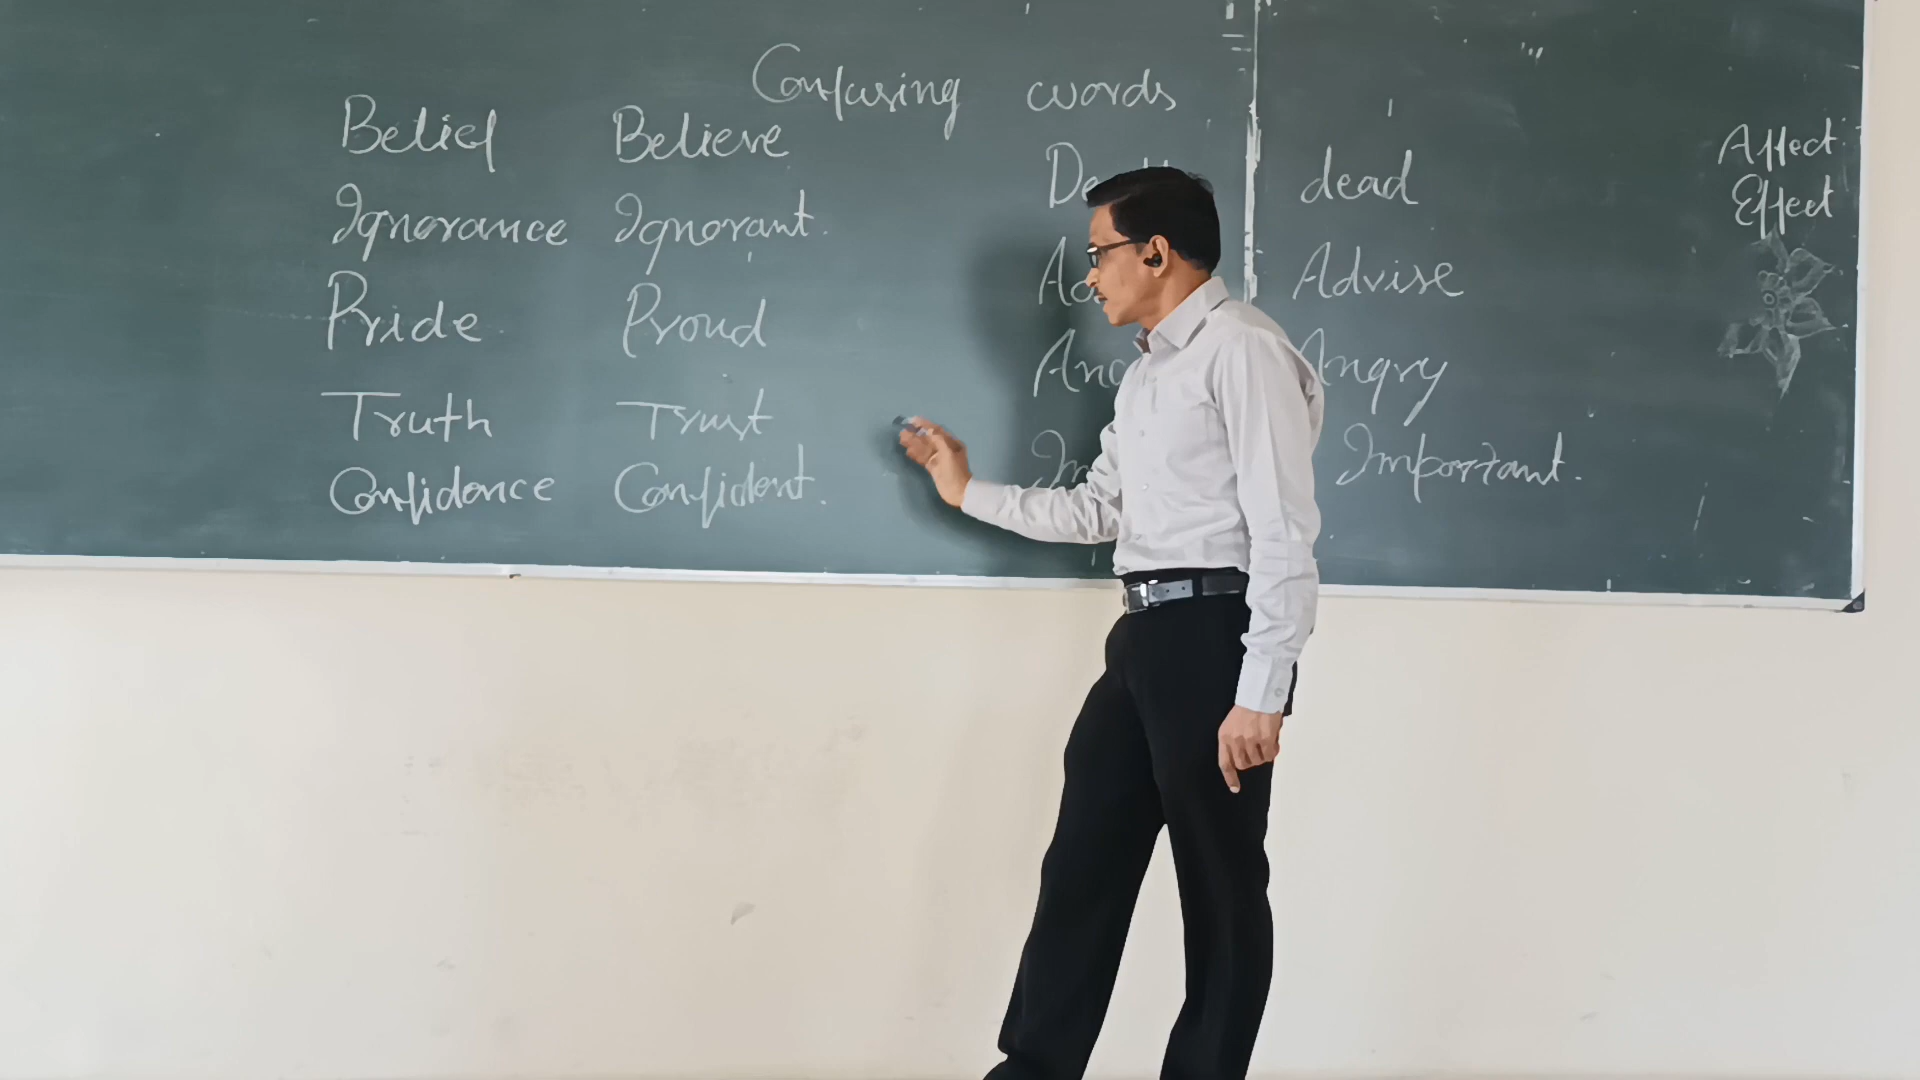 Confusing words
Belief Believe
Ignorance Ignorant.
Pride Proud
Truth Trust
Confidence Confident.
dead
Advise
Angry
Important.
Affect
Effect